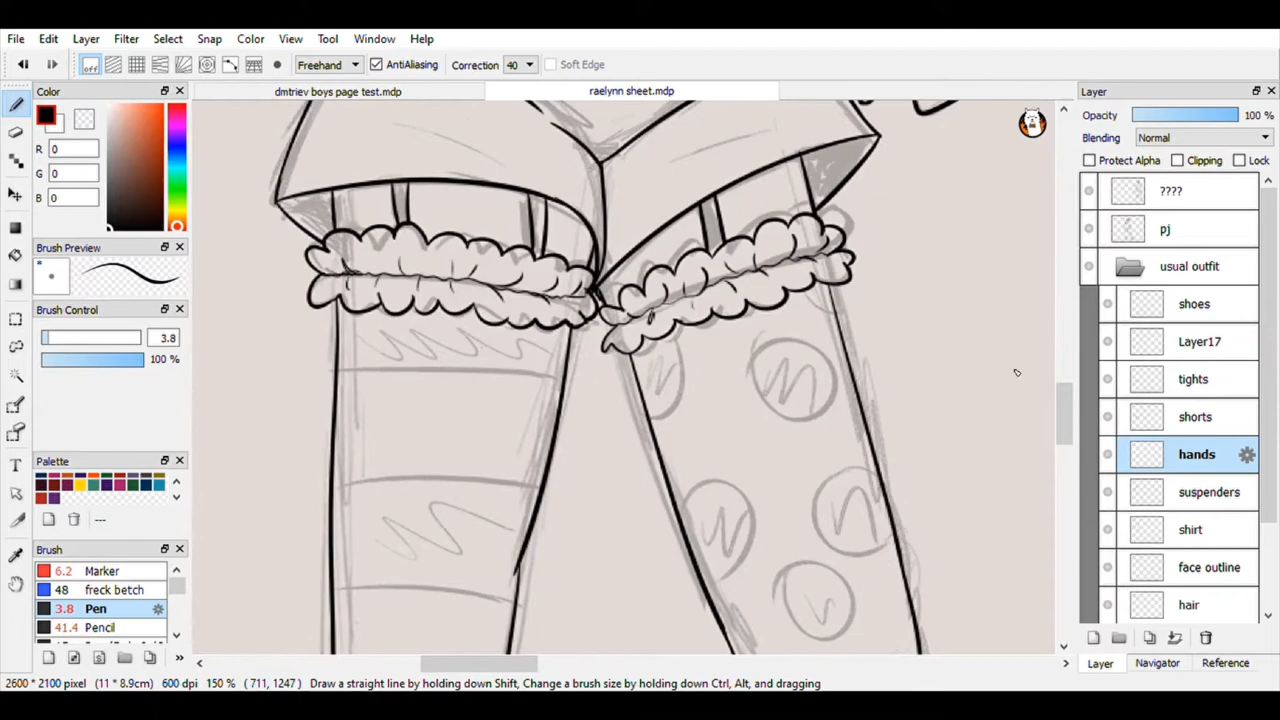 File Edit Layer Filter Select Snap Color View Tool Window Help
off Freehand AntiAliasing Correction 40 Soft Edge
Color
dmtriev boys page test.mdp raelynn sheet.mdp
Layer
Opacity 100 %
Blending Normal
Protect Alpha Clipping Lock
R 0
G 0
B 0
????
pj
usual outfit
shoes
Layer17
tights
shorts
hands
suspenders
shirt
face outline
hair
Brush Preview
Brush Control
3.8
100 %
Palette
---
Brush
6.2 Marker
48 freck betch
3.8 Pen
41.4 Pencil
Layer Navigator Reference
2600 * 2100 pixel (11 * 8.9cm) 600 dpi 150 % ( 711, 1247 ) Draw a straight line by holding down Shift, Change a brush size by holding down Ctrl, Alt, and dragging